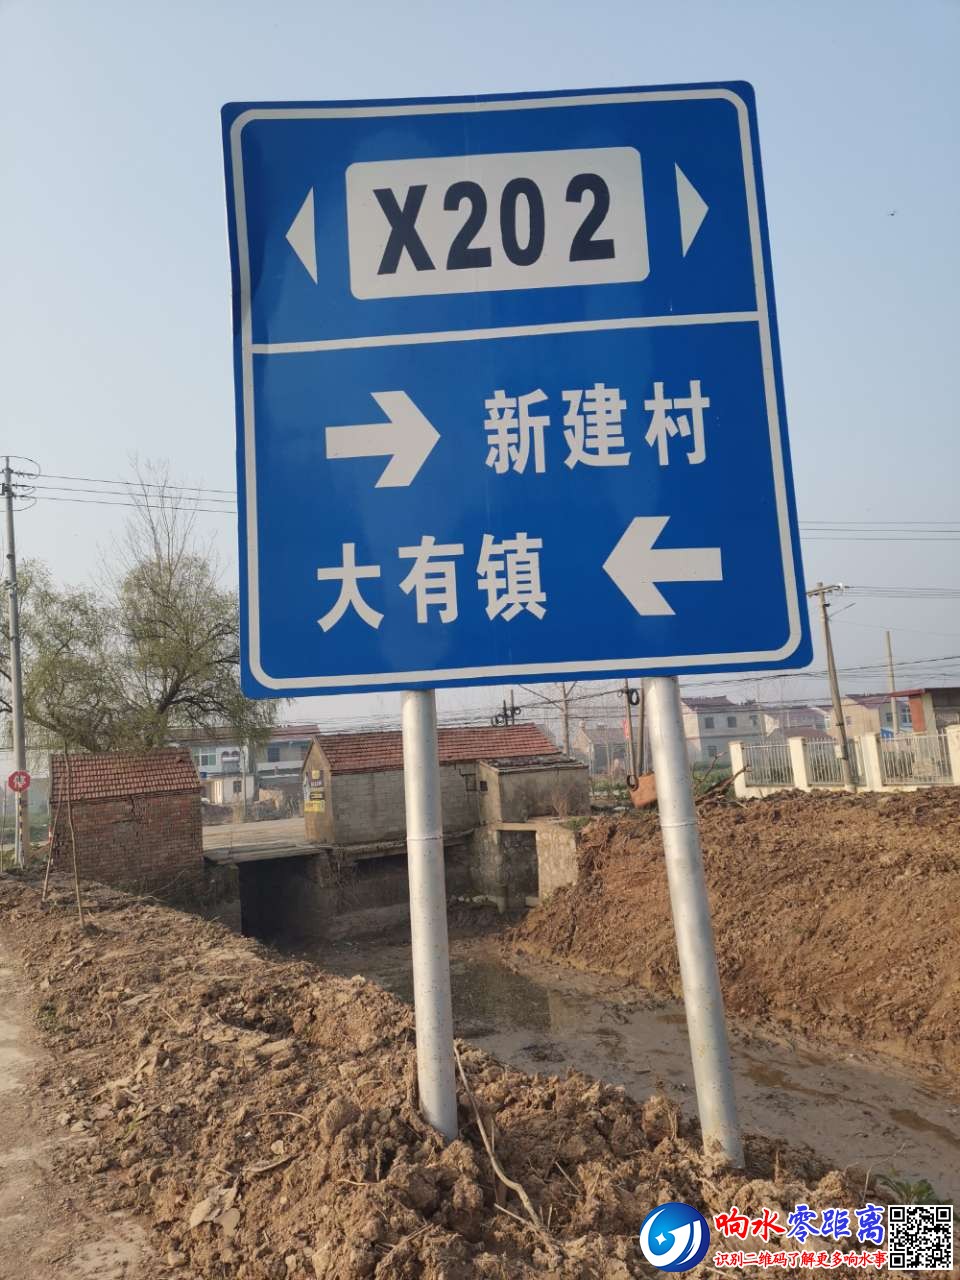 X202
新建村
大有镇
响水零距离
识别二维码了解更多响水事